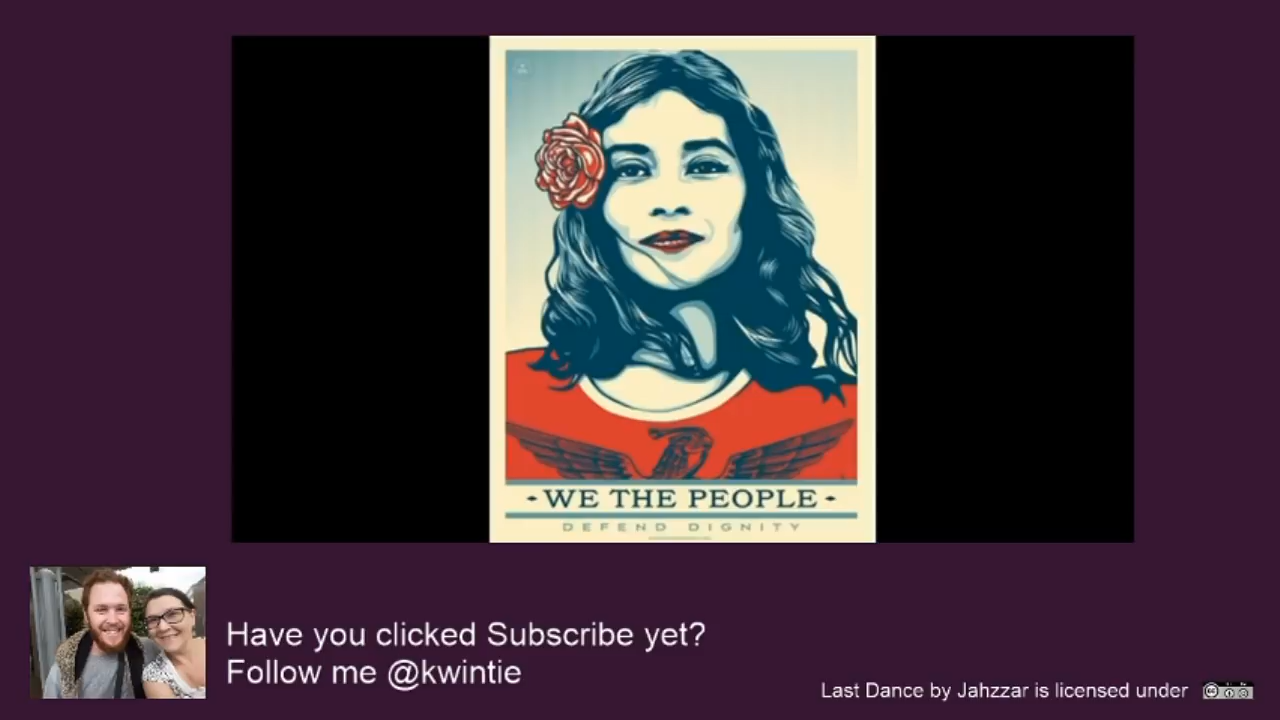 • WE THE PEOPLE •
DEFEND DIGNITY
Have you clicked Subscribe yet?
Follow me @kwintie
Last Dance by Jahzzar is licensed under